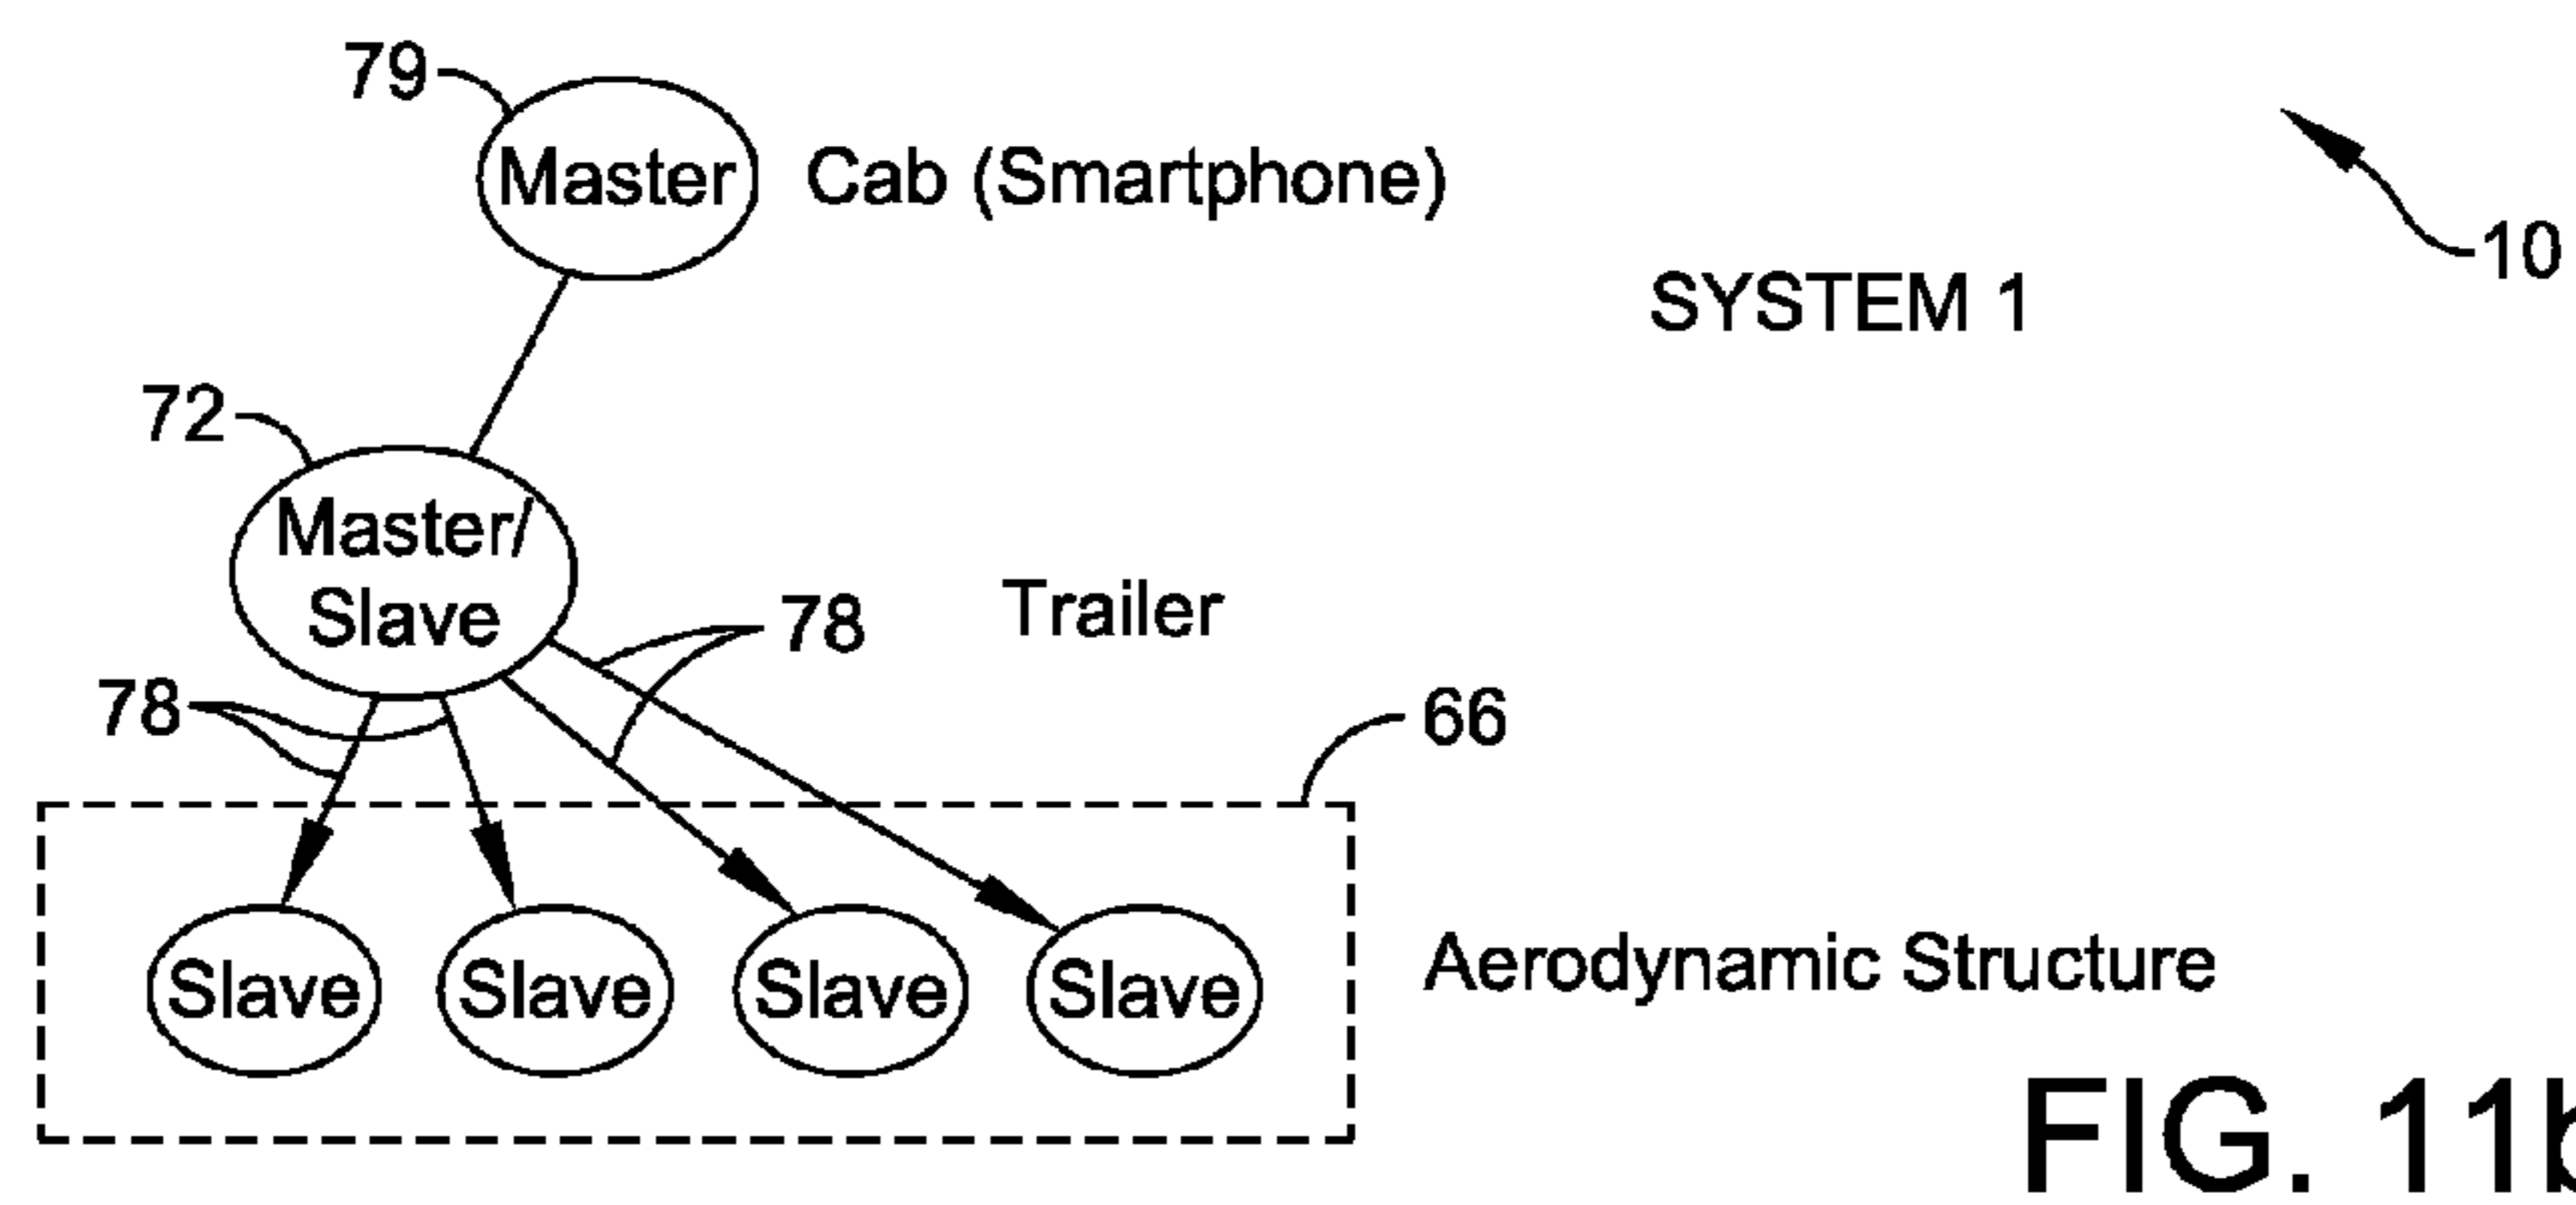 79
Master
Cab (Smartphone)
10
SYSTEM 1
72
Master/
Slave
78
Trailer
78
66
Slave
Slave
Slave
Slave
Aerodynamic Structure
FIG. 11b